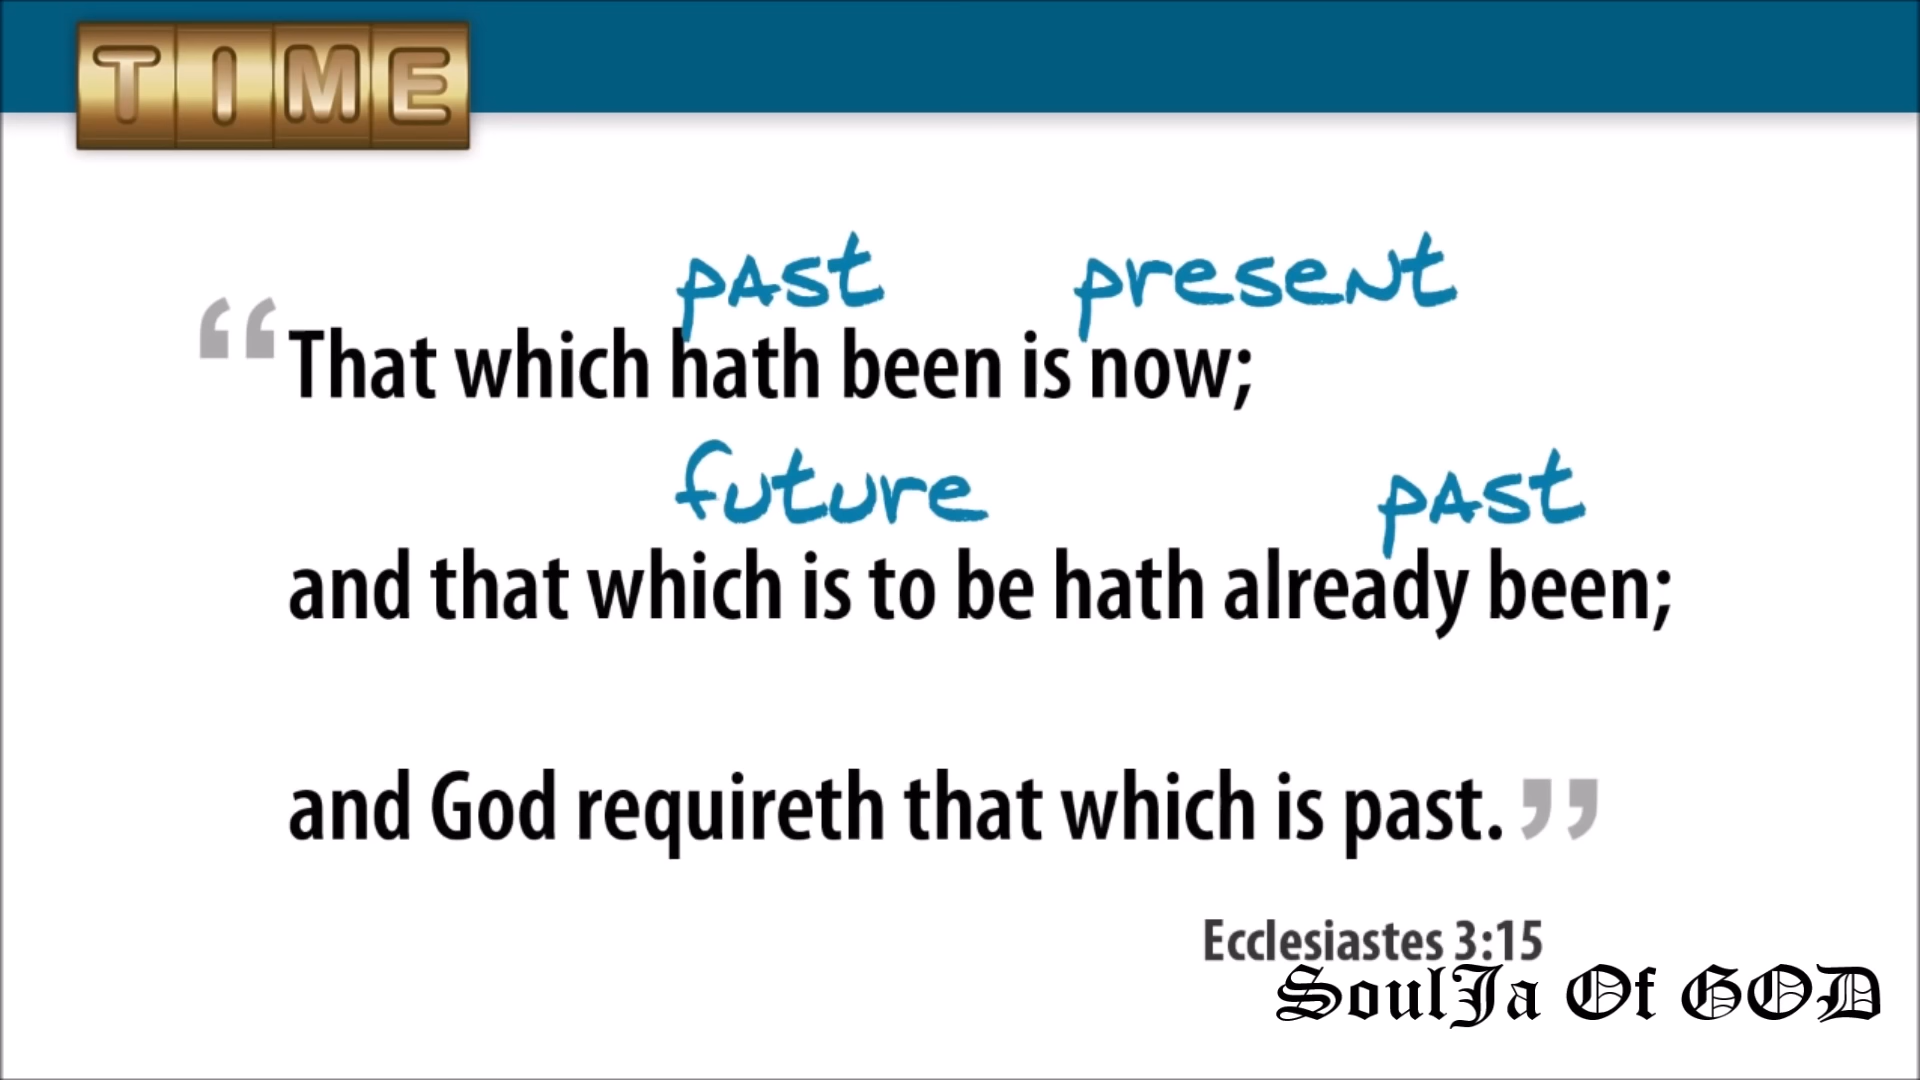 TIME
past present
“That which hath been is now;
future past
and that which is to be hath already been;
and God requireth that which is past.”
Ecclesiastes 3:15
SoulJa Of GOD